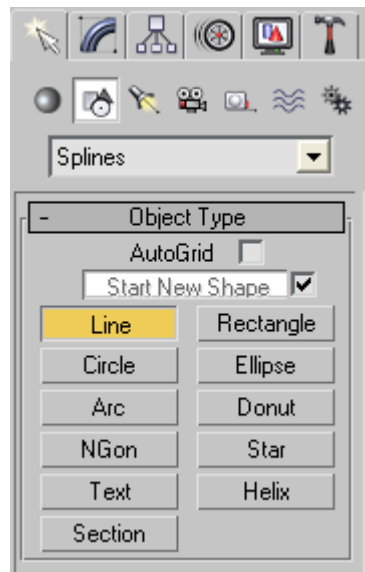 Splines
- Object Type
AutoGrid
Start New Shape
Line Rectangle
Circle Ellipse
Arc Donut
NGon Star
Text Helix
Section